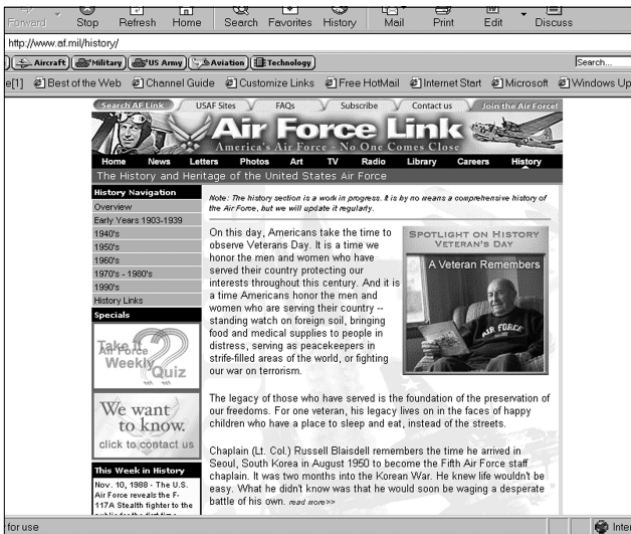 Forward Stop Refresh Home Search Favorites History Mail Print Edit Discuss
http://www.af.mil/history/
Aircraft Military US Army Aviation Technology Search...
e[1] Best of the Web Channel Guide Customize Links Free HotMail Internet Start Microsoft Windows Up
Search AF Link USAF Sites FAQs Subscribe Contact us Join the Air Force!
Air Force Link
America's Air Force - No One Comes Close
Home News Letters Photos Art TV Radio Library Careers History
The History and Heritage of the United States Air Force
History Navigation
Overview
Early Years 1903-1939
1940's
1950's
1960's
1970's - 1980's
1990's
History Links
Specials
Take it
Air Force
Weekly
Quiz
We want
to know.
click to contact us
This Week in History
Nov. 10, 1988 - The U.S.
Air Force reveals the F-
117A Stealth fighter to the
public for the first time
Note: The history section is a work in progress. It is by no means a comprehensive history of
the Air Force, but we will update it regularly.
On this day, Americans take the time to
observe Veterans Day. It is a time we
honor the men and women who have
served their country protecting our
interests throughout this century. And it is
a time Americans honor the men and
women who are serving their country --
standing watch on foreign soil, bringing
food and medical supplies to people in
distress, serving as peacekeepers in
strife-filled areas of the world, or fighting
our war on terrorism.
SPOTLIGHT ON HISTORY
VETERAN'S DAY
A Veteran Remembers
AIR FORCE
The legacy of those who have served is the foundation of the preservation of
our freedoms. For one veteran, his legacy lives on in the faces of happy
children who have a place to sleep and eat, instead of the streets.
Chaplain (Lt. Col.) Russell Blaisdell remembers the time he arrived in
Seoul, South Korea in August 1950 to become the Fifth Air Force staff
chaplain. It was two months into the Korean War. He knew life wouldn't be
easy. What he didn't know was that he would soon be waging a desperate
battle of his own. read more>>
for use Inter